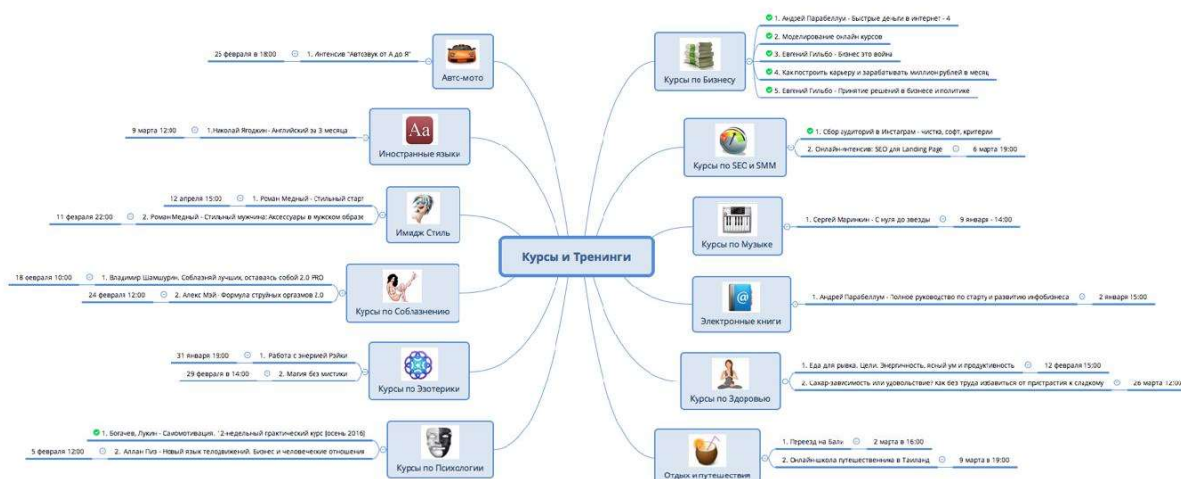 Курсы и Тренинги
Авто-мото
1. Интенсив "Автозвук от А до Я"
25 февраля в 18:00
Иностранные языки
1.Николай Ягодкин - Английский за 3 месяца
9 марта 12:00
Имидж Стиль
1. Роман Медный - Стильный старт
12 апреля 15:00
2. Роман Медный - Стильный мужчина: Аксессуары в мужском образе
11 февраля 22:00
Курсы по Соблазнению
1. Владимир Шамшурин. Соблазняй лучших, оставаясь собой 2.0 PRO
18 февраля 10:00
2. Алекс Мэй - Формула струйных оргазмов 2.0
24 февраля 12:00
Курсы по Эзотерики
1. Работа с энергией Рэйки
31 января 19:00
2. Магия без мистики
29 февраля в 14:00
Курсы по Психологии
1. Богачев, Лукин - Самомотивация. 12-недельный практический курс (осень 2016)
2. Аллан Пиз - Новый язык телодвижений. Бизнес и человеческие отношения
5 февраля 12:00
Курсы по Бизнесу
1. Андрей Парабеллум - Быстрые деньги в интернет - 4
2. Моделирование онлайн курсов
3. Евгений Гильбо - Бизнес это война
4. Как построить карьеру и зарабатывать миллион рублей в месяц
5. Евгений Гильбо - Принятие решений в бизнесе и политике
Курсы по SEO и SMM
1. Сбор аудиторий в Инстаграм - чистка, софт, критерии
2. Онлайн-интенсив: SEO для Landing Page
6 марта 19:00
Курсы по Музыке
1. Сергей Маринкин - С нуля до звезды
9 января - 14:00
Электронные книги
1. Андрей Парабеллум - Полное руководство по старту и развитию инфобизнеса
2 января 15:00
Курсы по Здоровью
1. Еда для рывка. Цели. Энергичность, ясный ум и продуктивность
12 февраля 15:00
2. Сахар-зависимость или удовольствие? Как без труда избавиться от пристрастия к сладкому
26 марта 12:00
Отдых и путешествия
1. Переезд на Бали
2 марта в 16:00
2. Онлайн-школа путешественника в Таиланд
9 марта в 19:00